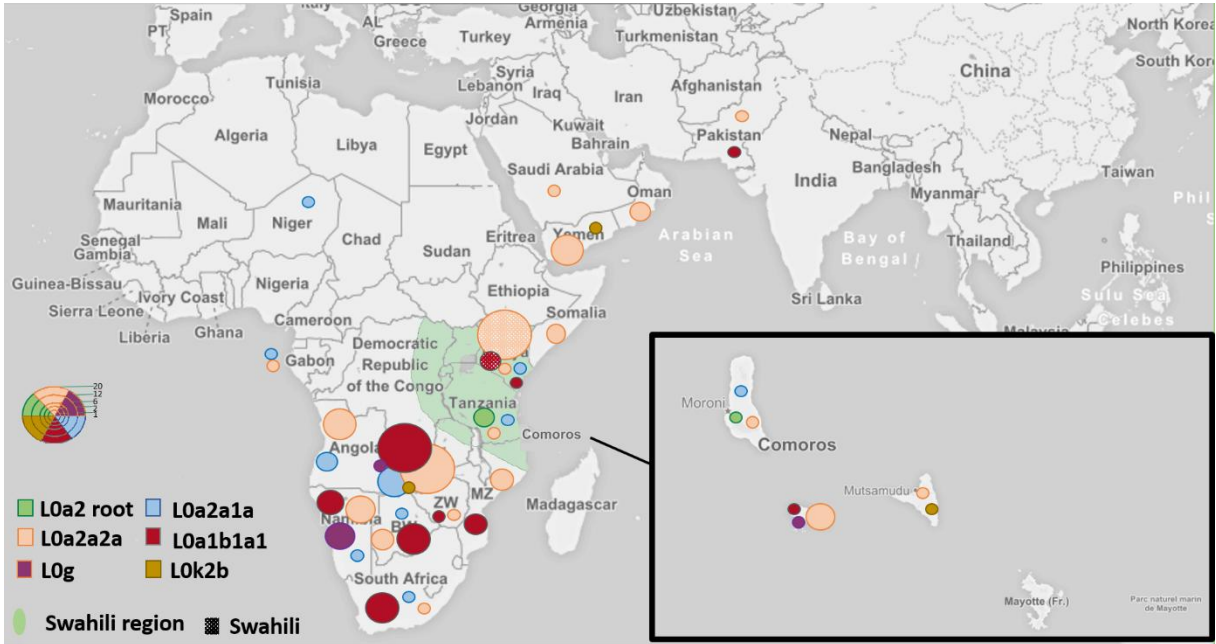 Spain
PT
Italy
AL
Greece
Turkey
Georgia
Armenia
Uzbekistan
Turkmenistan
North Korea
South Kor
China
Tunisia
Syria
Lebanon
Iraq
Iran
Afghanistan
Morocco
Jordan
Kuwait
Pakistan
Nepal
Algeria
Libya
Egypt
Bahrain
Saudi Arabia
Bangladesh
Taiwan
India
Myanmar
Oman
Mauritania
Mali
Niger
Phil
S
Chad
Sudan
Eritrea
Yemen
Arabian
Sea
Bay of
Bengal
Thailand
Senegal
Gambia
Guinea-Bissau
Nigeria
Ethiopia
Philippines
Sierra Leone
Ivory Coast
Sri Lanka
Sulu Sea
Liberia
Ghana
Cameroon
Somalia
Malaysia
Celebes
Gabon
Democratic
Republic
of the Congo
20
12
6
1
Tanzania
Comoros
Angola
ZW
MZ
Madagascar
Namibia
BW
South Africa
Moroni
Comoros
Mutsamudu
Mayotte (Fr.)
Parc naturel marin
de Mayotte
L0a2 root
L0a2a1a
L0a2a2a
L0a1b1a1
L0g
L0k2b
Swahili region
Swahili